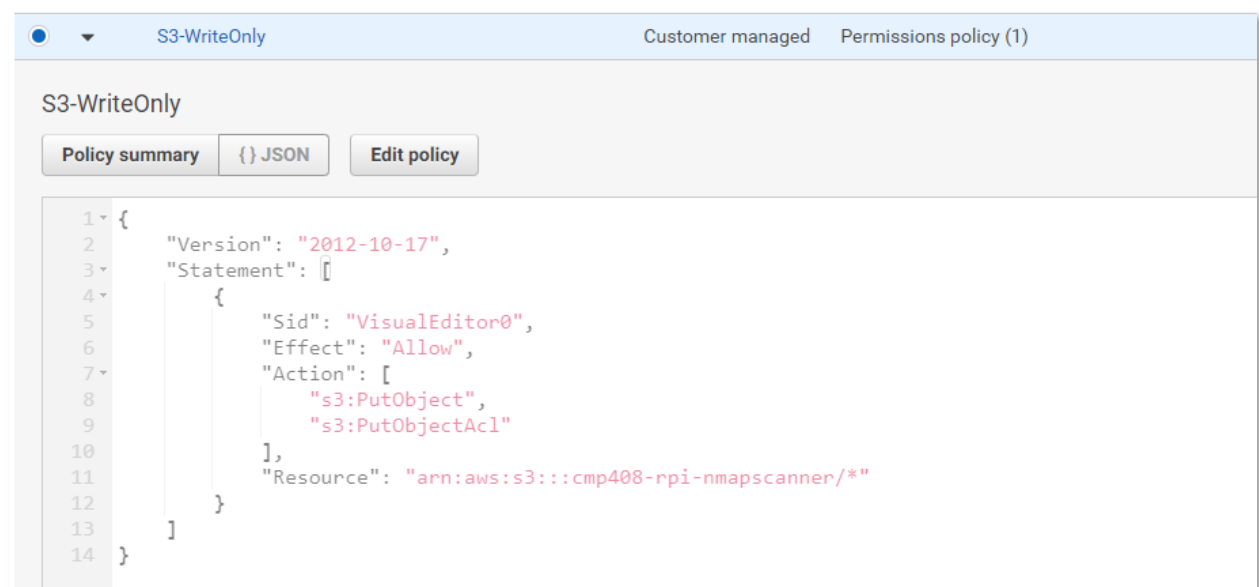 S3-WriteOnly Customer managed Permissions policy (1)
S3-WriteOnly
Policy summary { } JSON Edit policy
1 {
2 "Version": "2012-10-17",
3 "Statement": [
4 {
5 "Sid": "VisualEditor0",
6 "Effect": "Allow",
7 "Action": [
8 "s3:PutObject",
9 "s3:PutObjectAcl"
10 ],
11 "Resource": "arn:aws:s3:::cmp408-rpi-nmapscanner/*"
12 }
13 ]
14 }